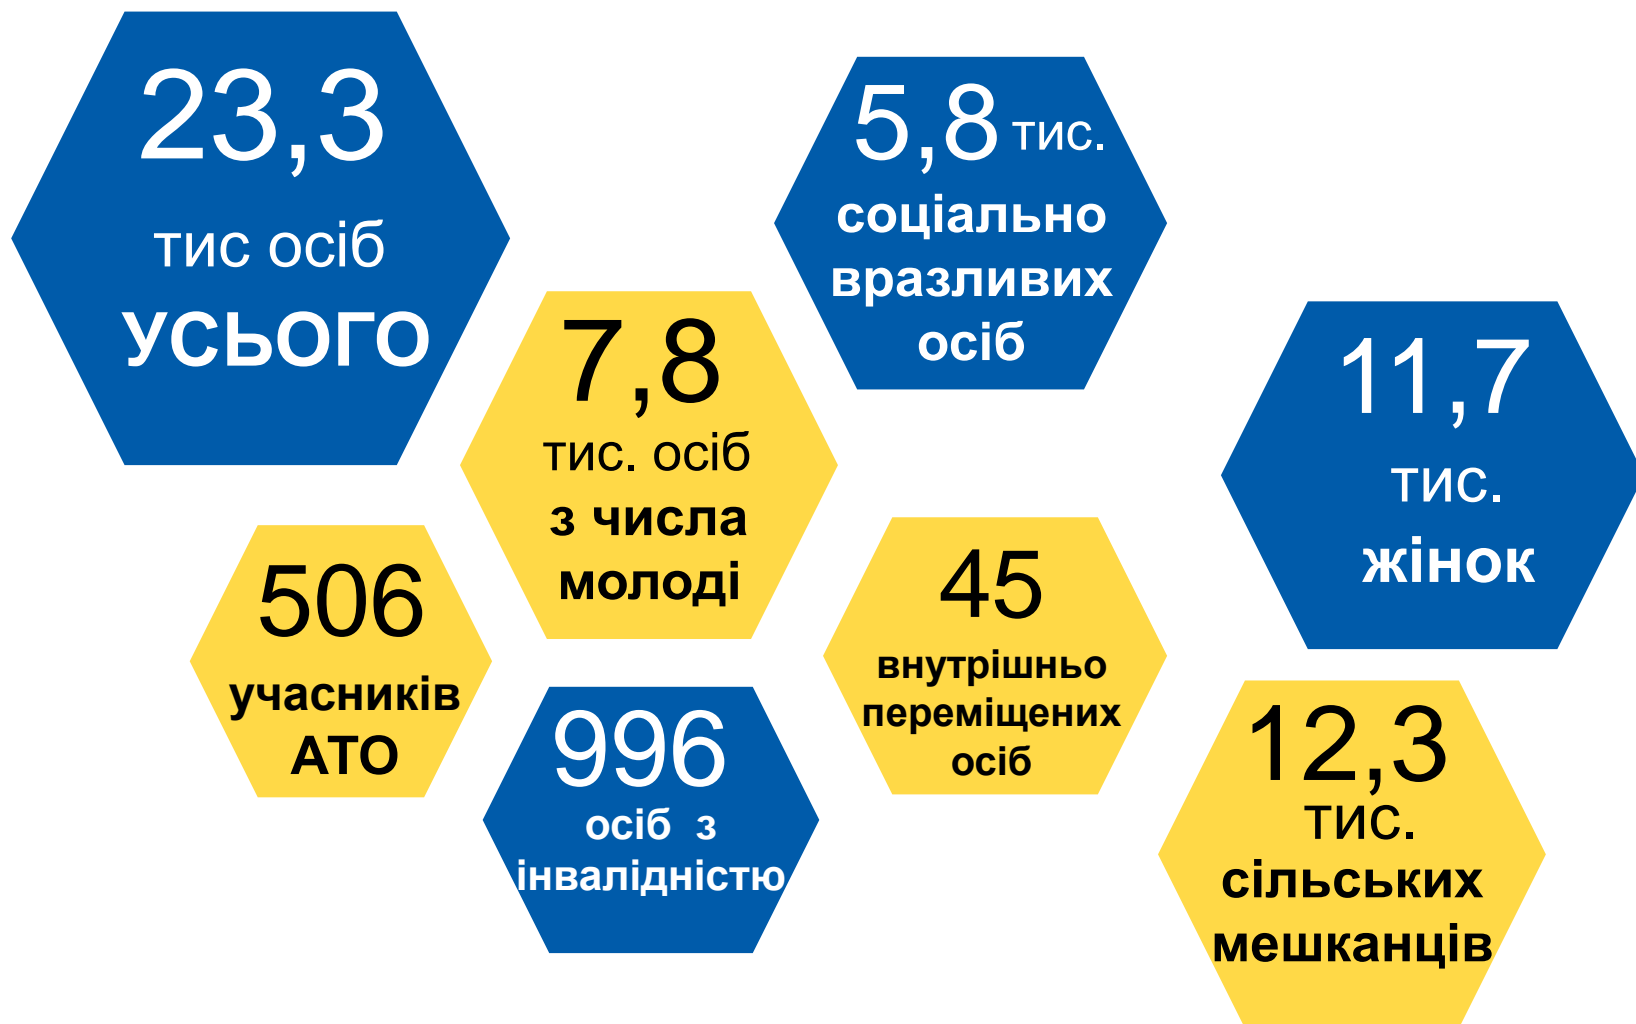 23,3
тис осіб
УСЬОГО
5,8 тис.
соціально
вразливих
осіб
7,8
тис. осіб
з числа
молоді
11,7
тис.
жінок
506
учасників
АТО
45
внутрішньо
переміщених
осіб
996
осіб з
інвалідністю
12,3
тис.
сільських
мешканців